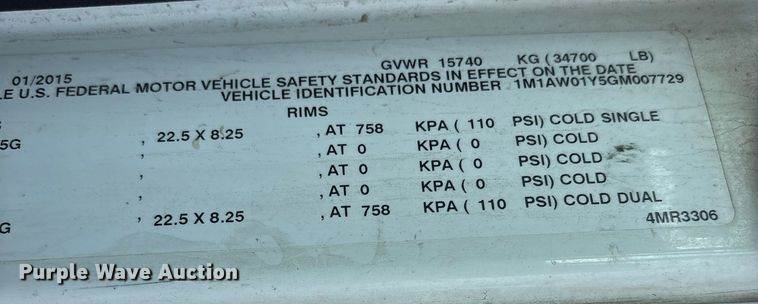 01/2015 GVWR 15740 KG (34700 LB)
LE U.S. FEDERAL MOTOR VEHICLE SAFETY STANDARDS IN EFFECT ON THE DATE
VEHICLE IDENTIFICATION NUMBER 1M1AW01Y5GM007729
RIMS
, 22.5 X 8.25 , AT 758 KPA ( 110 PSI) COLD SINGLE
5G , , AT 0 KPA ( 0 PSI) COLD
, , AT 0 KPA ( 0 PSI) COLD
, , AT 0 KPA ( 0 PSI) COLD
G , 22.5 X 8.25 , AT 758 KPA ( 110 PSI) COLD DUAL
4MR3306
Purple Wave Auction